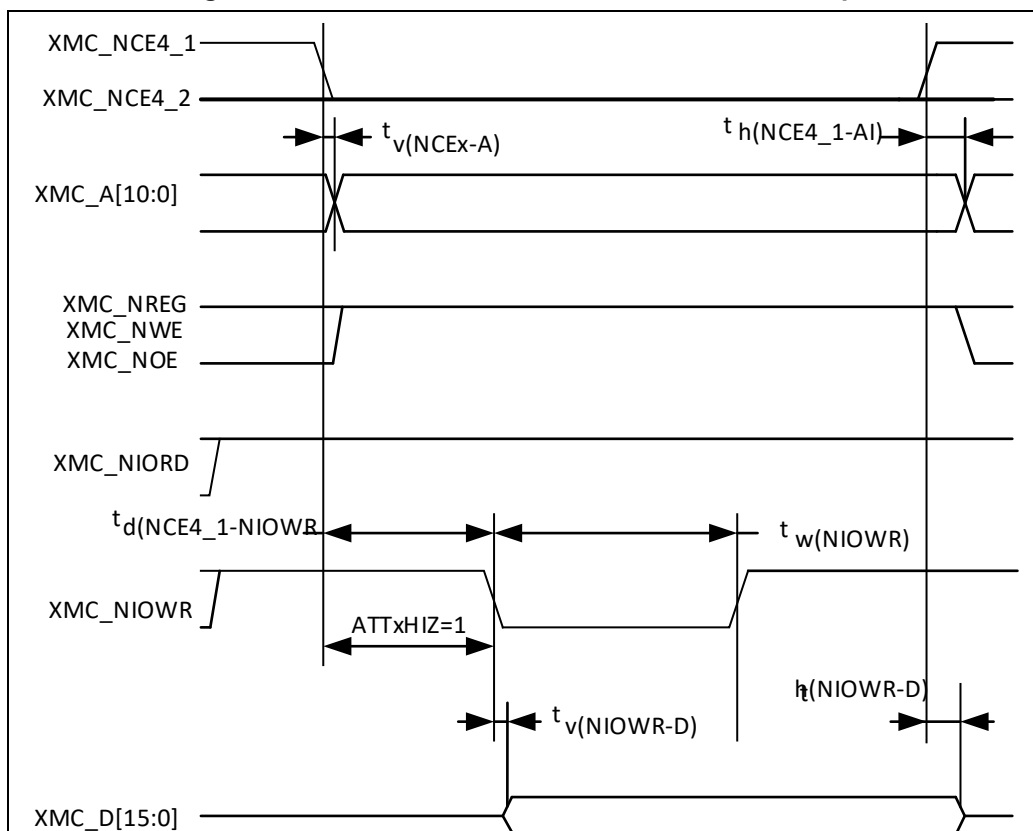 XMC_NCE4_1
XMC_NCE4_2
t v(NCEx-A)
t h(NCE4_1-AI)
XMC_A[10:0]
XMC_NREG
XMC_NWE
XMC_NOE
XMC_NIORD
t d(NCE4_1-NIOWR
t w(NIOWR)
XMC_NIOWR
ATTxHIZ=1
th(NIOWR-D)
t v(NIOWR-D)
XMC_D[15:0]